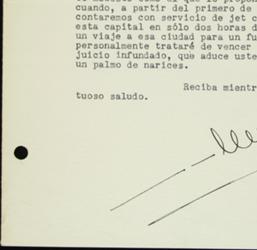 cuando, a partir del primero de
contaremos con servicio de jet c
esta capital en sólo dos horas d
un viaje a esa ciudad para un fu
personalmente trataré de vencer
juicio infundado, que aduce uste
un palmo de narices.
Reciba mientr
tuoso saludo.